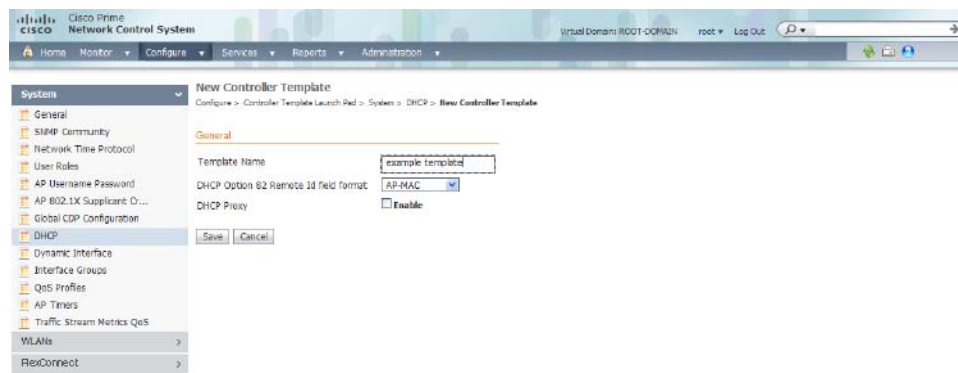 Cisco Prime
CISCO Network Control System
Virtual Domain: ROOT-DOMAIN root Log Out
Home Monitor Configure Services Reports Administration
System
General
SNMP Community
Network Time Protocol
User Roles
AP Username Password
AP 802.1X Supplicant Cr...
Global CDP Configuration
DHCP
Dynamic Interface
Interface Groups
QoS Profiles
AP Timers
Traffic Stream Metrics QoS
WLANs
FlexConnect
New Controller Template
Configure > Controller Template Launch Pad > System > DHCP > New Controller Template
General
Template Name example template
DHCP Option 82 Remote Id field format AP-MAC
DHCP Proxy Enable
Save Cancel